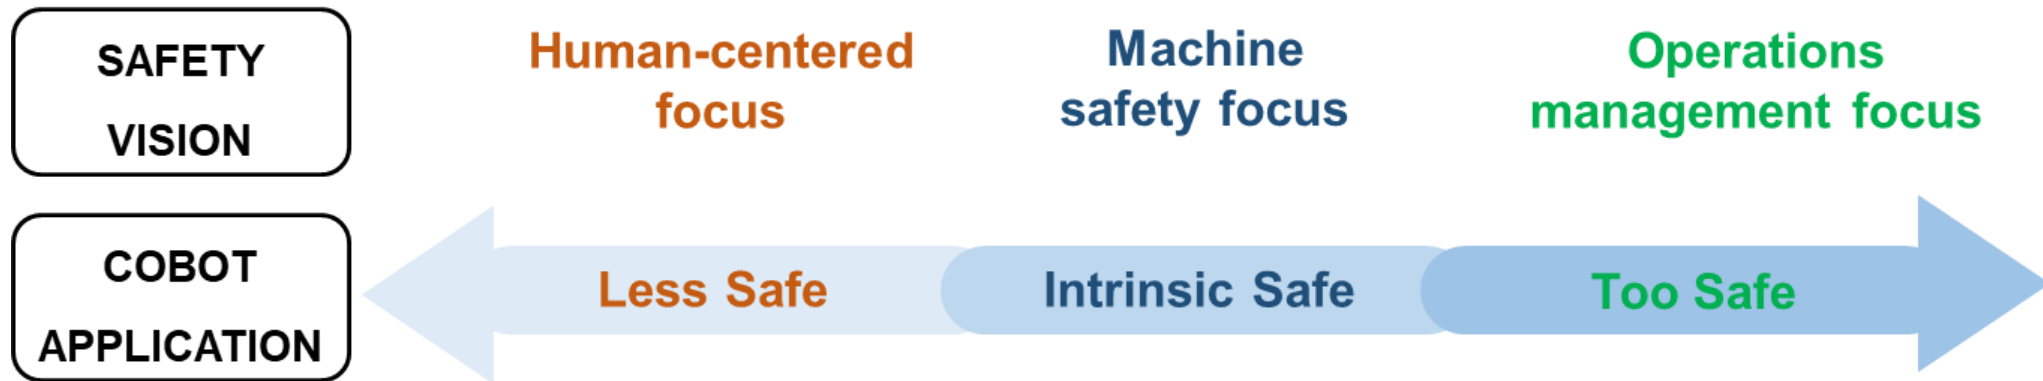 SAFETY
VISION
Human-centered
focus
Machine
safety focus
Operations
management focus
COBOT
APPLICATION
Less Safe
Intrinsic Safe
Too Safe